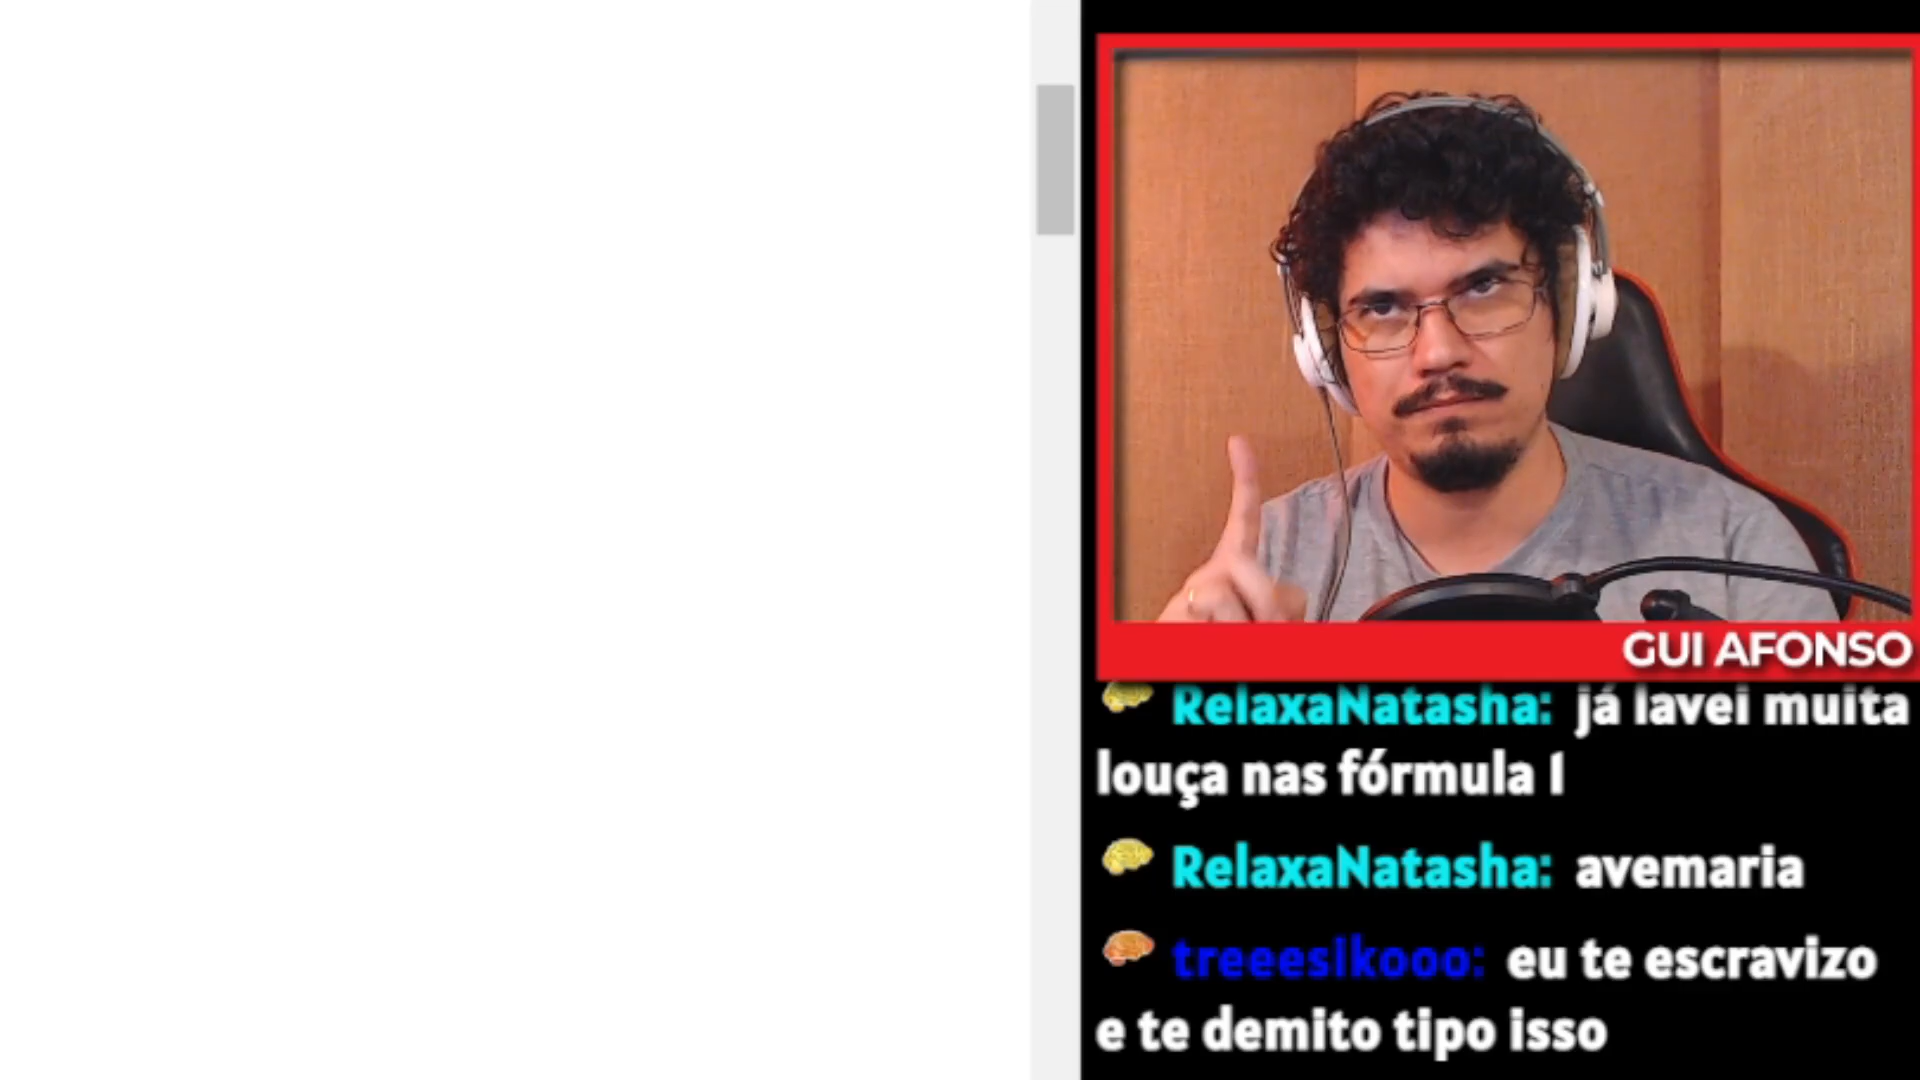 GUI AFONSO
RelaxaNatasha: já lavei muita
louça nas fórmula 1
RelaxaNatasha: avemaria
treeeslkooo: eu te escravizo
e te demito tipo isso